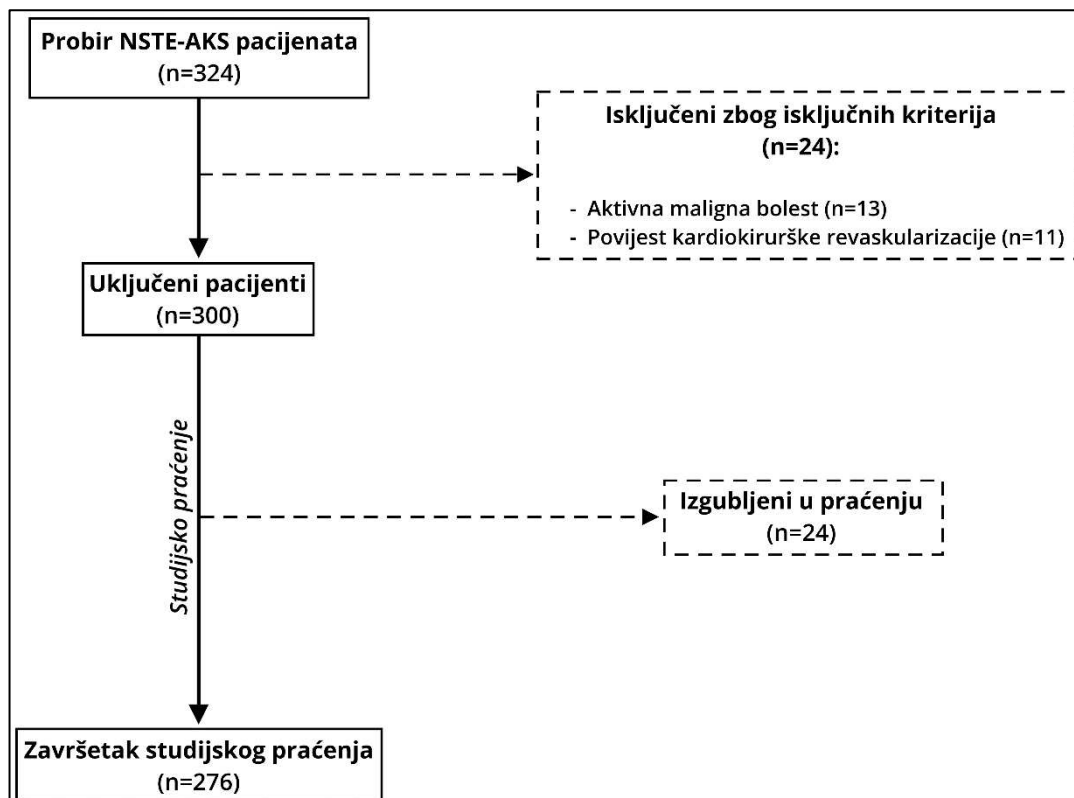 Probir NSTE-AKS pacijenata
(n=324)
Isključeni zbog isključnih kriterija
(n=24):
- Aktivna maligna bolest (n=13)
- Povijest kardiokirurške revaskularizacije (n=11)
Uključeni pacijenti
(n=300)
Studijsko praćenje
Izgubljeni u praćenju
(n=24)
Završetak studijskog praćenja
(n=276)